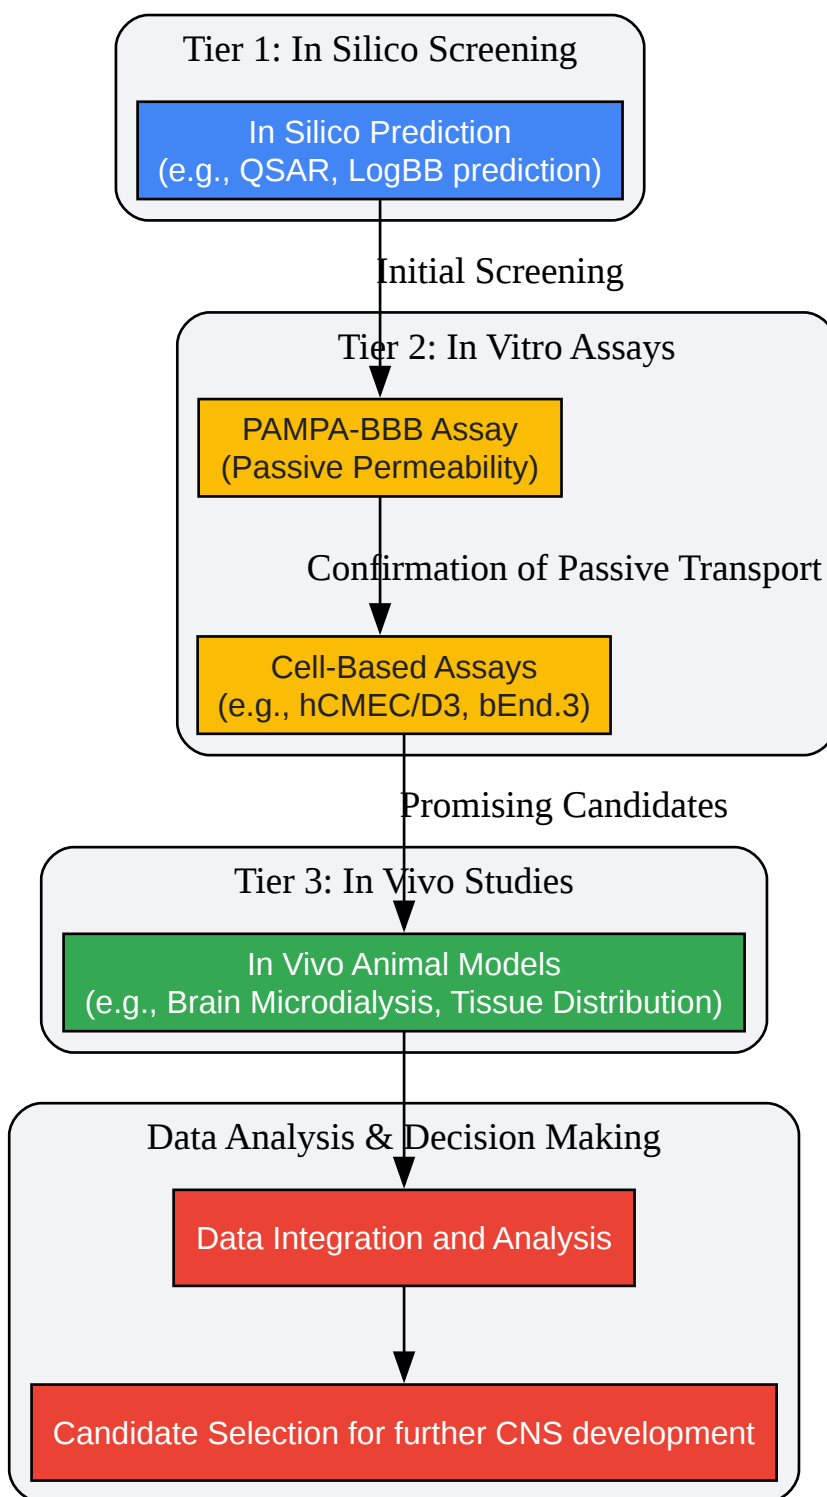 Tier 1: In Silico Screening
In Silico Prediction
(e.g., QSAR, LogBB prediction)
Initial Screening
Tier 2: In Vitro Assays
PAMPA-BBB Assay
(Passive Permeability)
Confirmation of Passive Transport
Cell-Based Assays
(e.g., hCMEC/D3, bEnd.3)
Promising Candidates
Tier 3: In Vivo Studies
In Vivo Animal Models
(e.g., Brain Microdialysis, Tissue Distribution)
Data Analysis & Decision Making
Data Integration and Analysis
Candidate Selection for further CNS development